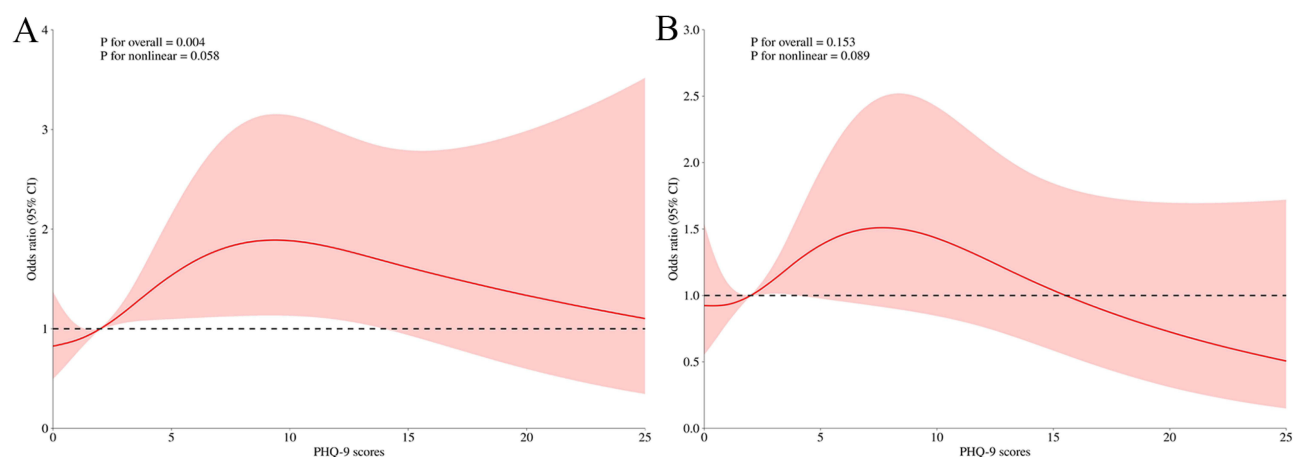 A
P for overall = 0.004
P for nonlinear = 0.058
Odds ratio (95% CI)
4
3
2
1
0
0 5 10 15 20 25
PHQ-9 scores
B
P for overall = 0.153
P for nonlinear = 0.089
Odds ratio (95% CI)
3.0
2.5
2.0
1.5
1.0
0.5
0.0
0 5 10 15 20 25
PHQ-9 scores